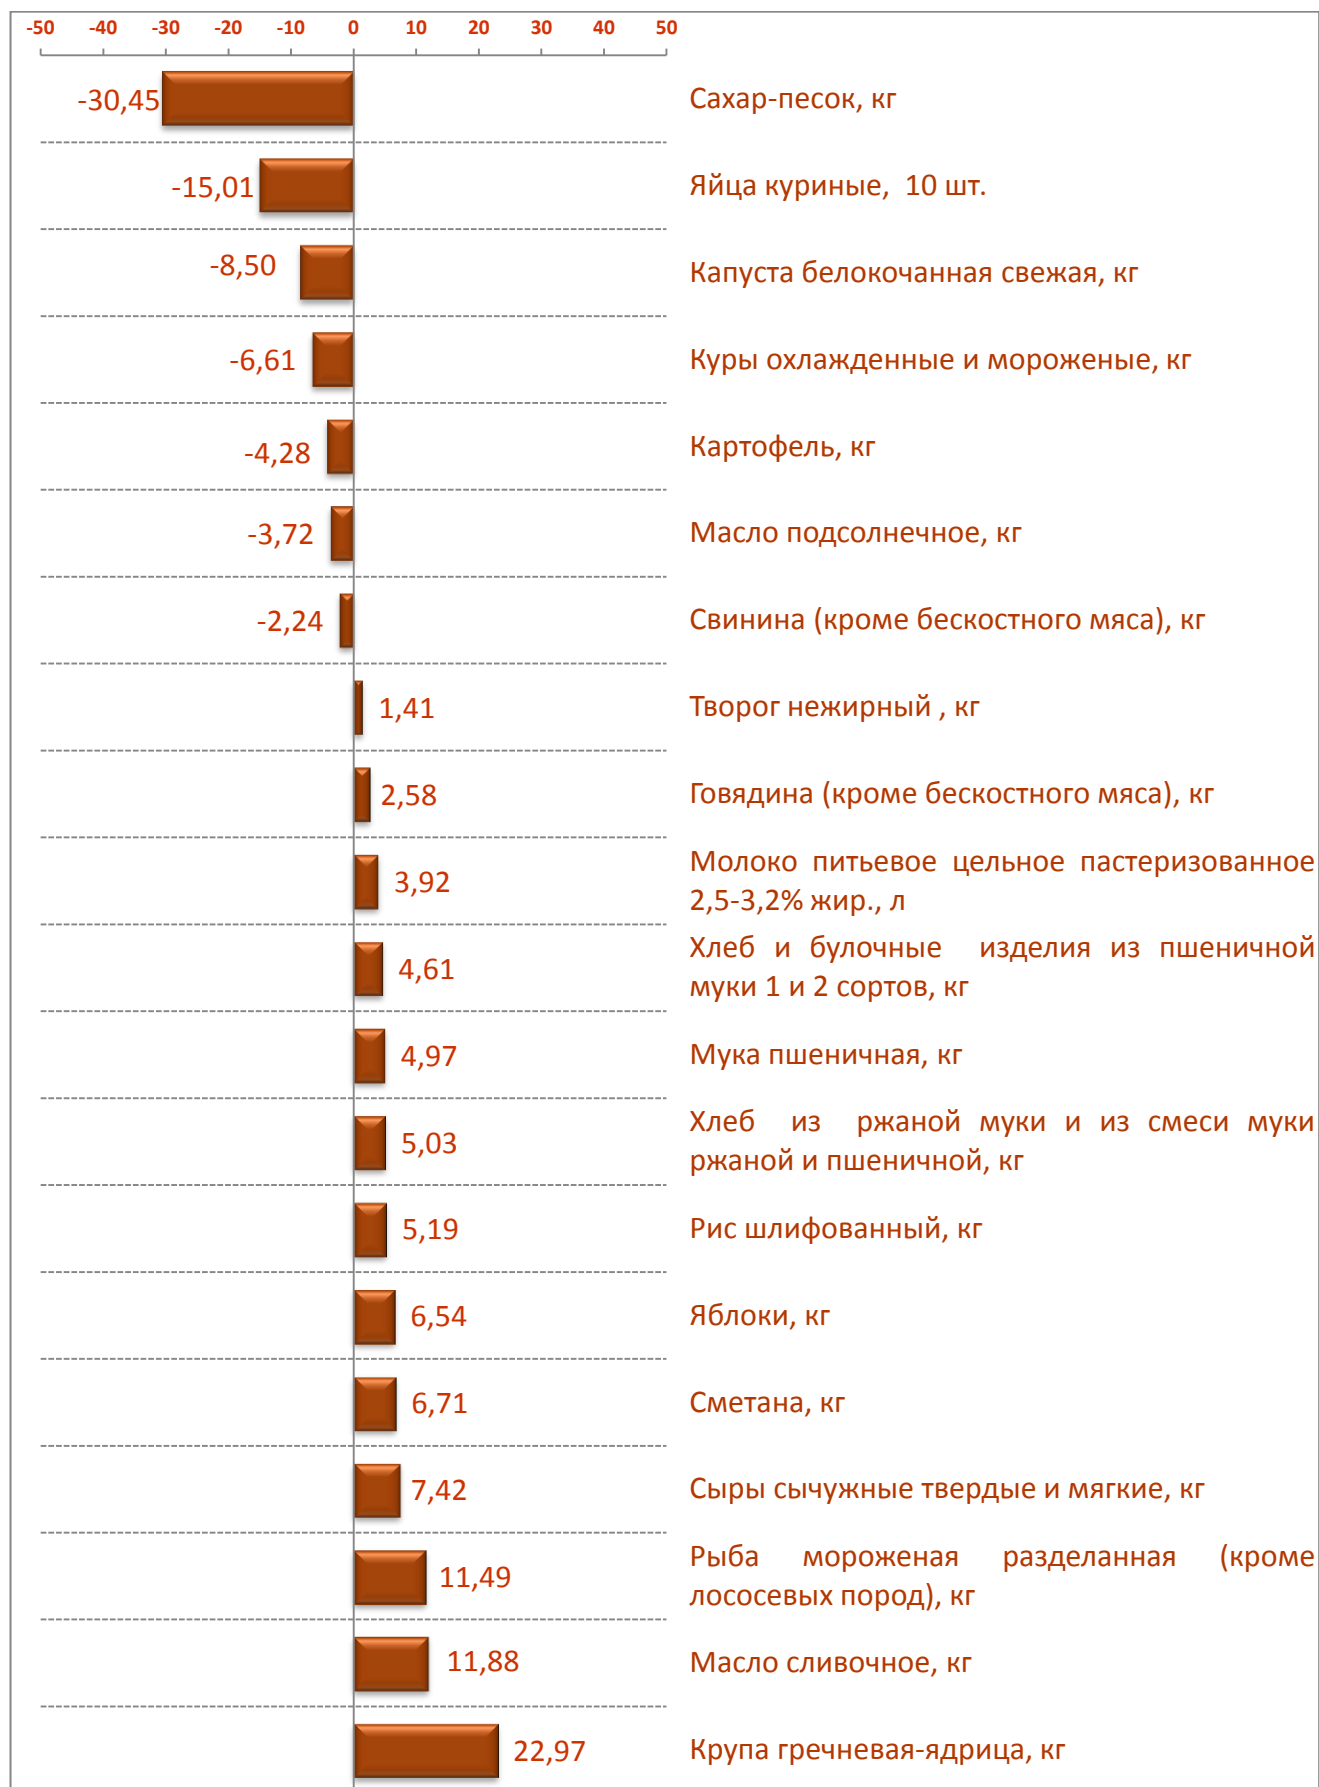 -50 -40 -30 -20 -10 0 10 20 30 40 50
-30,45 Сахар-песок, кг
-15,01 Яйца куриные, 10 шт.
-8,50 Капуста белокочанная свежая, кг
-6,61 Куры охлажденные и мороженые, кг
-4,28 Картофель, кг
-3,72 Масло подсолнечное, кг
-2,24 Свинина (кроме бескостного мяса), кг
1,41 Творог нежирный , кг
2,58 Говядина (кроме бескостного мяса), кг
3,92 Молоко питьевое цельное пастеризованное
2,5-3,2% жир., л
4,61 Хлеб и булочные изделия из пшеничной
муки 1 и 2 сортов, кг
4,97 Мука пшеничная, кг
5,03 Хлеб из ржаной муки и из смеси муки
ржаной и пшеничной, кг
5,19 Рис шлифованный, кг
6,54 Яблоки, кг
6,71 Сметана, кг
7,42 Сыры сычужные твердые и мягкие, кг
11,49 Рыба мороженая разделанная (кроме
лососевых пород), кг
11,88 Масло сливочное, кг
22,97 Крупа гречневая-ядрица, кг